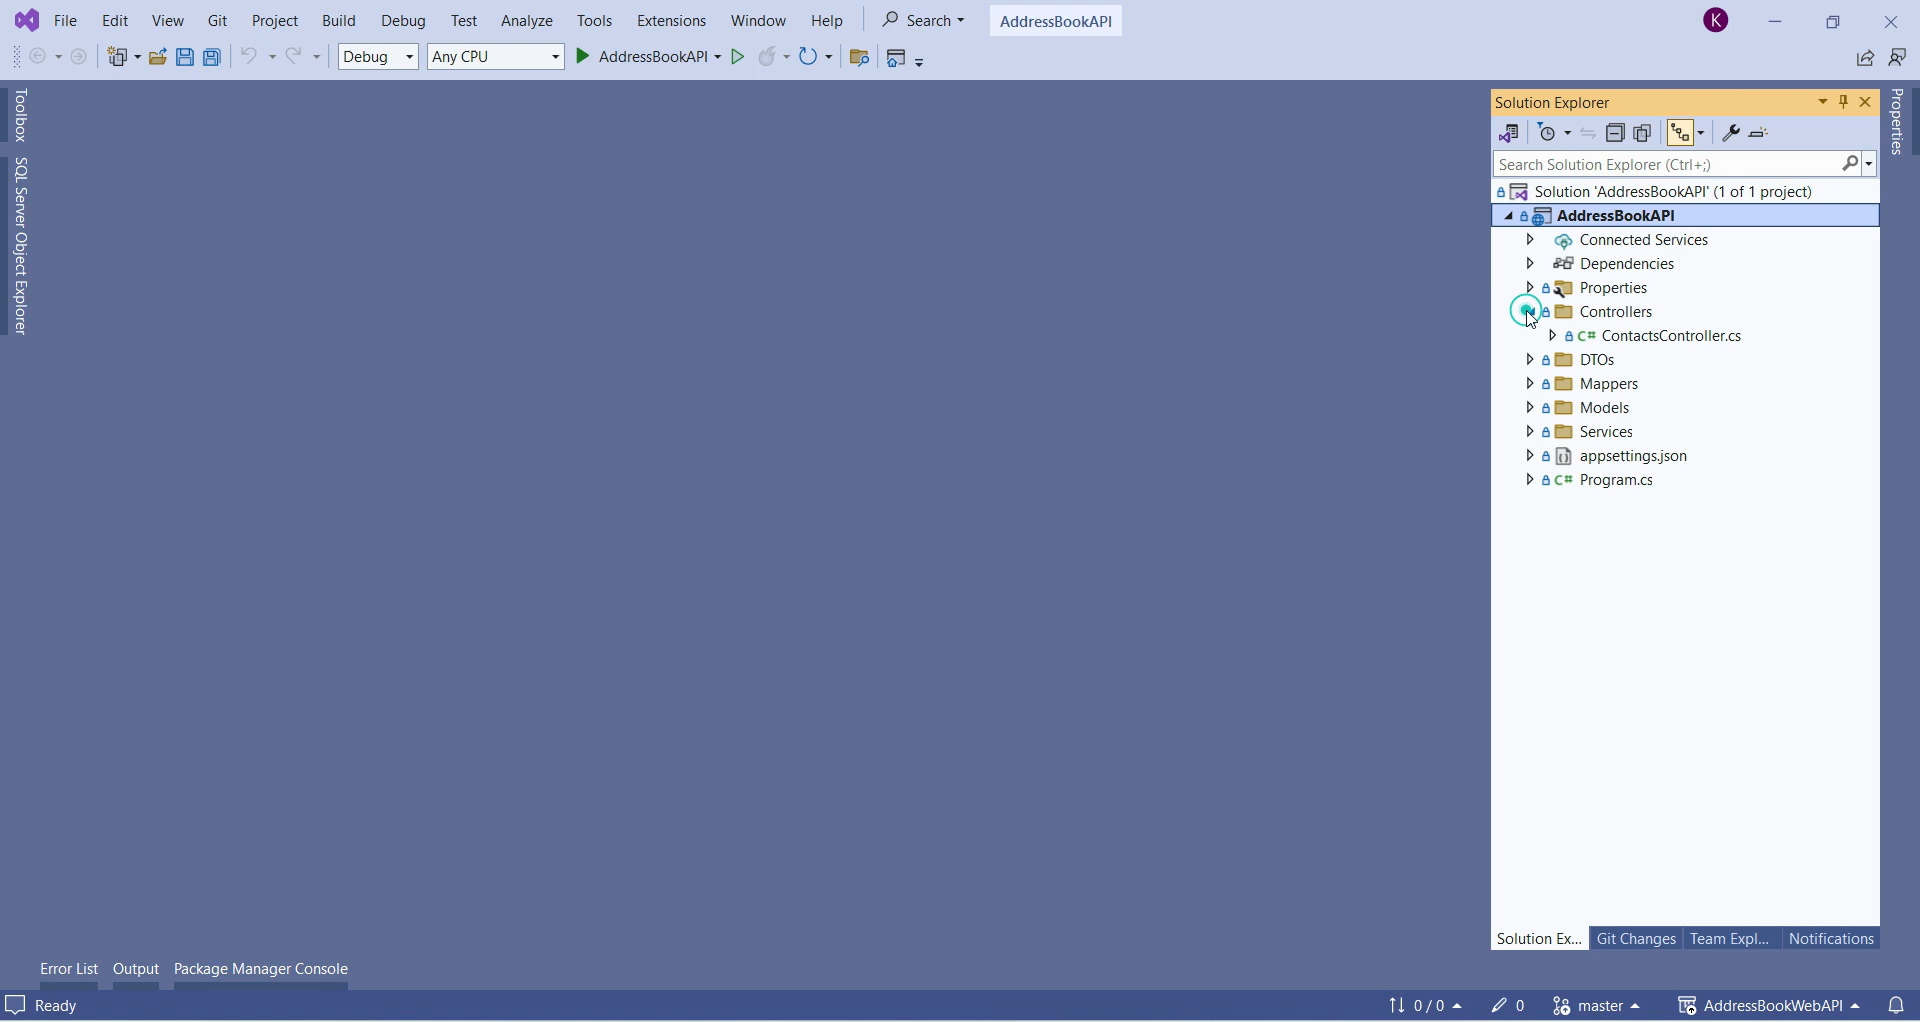 File Edit View Git Project Build Debug Test Analyze Tools Extensions Window Help Search AddressBookAPI K
Debug Any CPU AddressBookAPI
Toolbox
SQL Server Object Explorer
Solution Explorer
Properties
Search Solution Explorer (Ctrl+;)
Solution 'AddressBookAPI' (1 of 1 project)
AddressBookAPI
Connected Services
Dependencies
Properties
Controllers
C# ContactsController.cs
DTOs
Mappers
Models
Services
appsettings.json
C# Program.cs
Solution Ex... Git Changes Team Expl... Notifications
Error List Output Package Manager Console
Ready 0 / 0 0 master AddressBookWebAPI